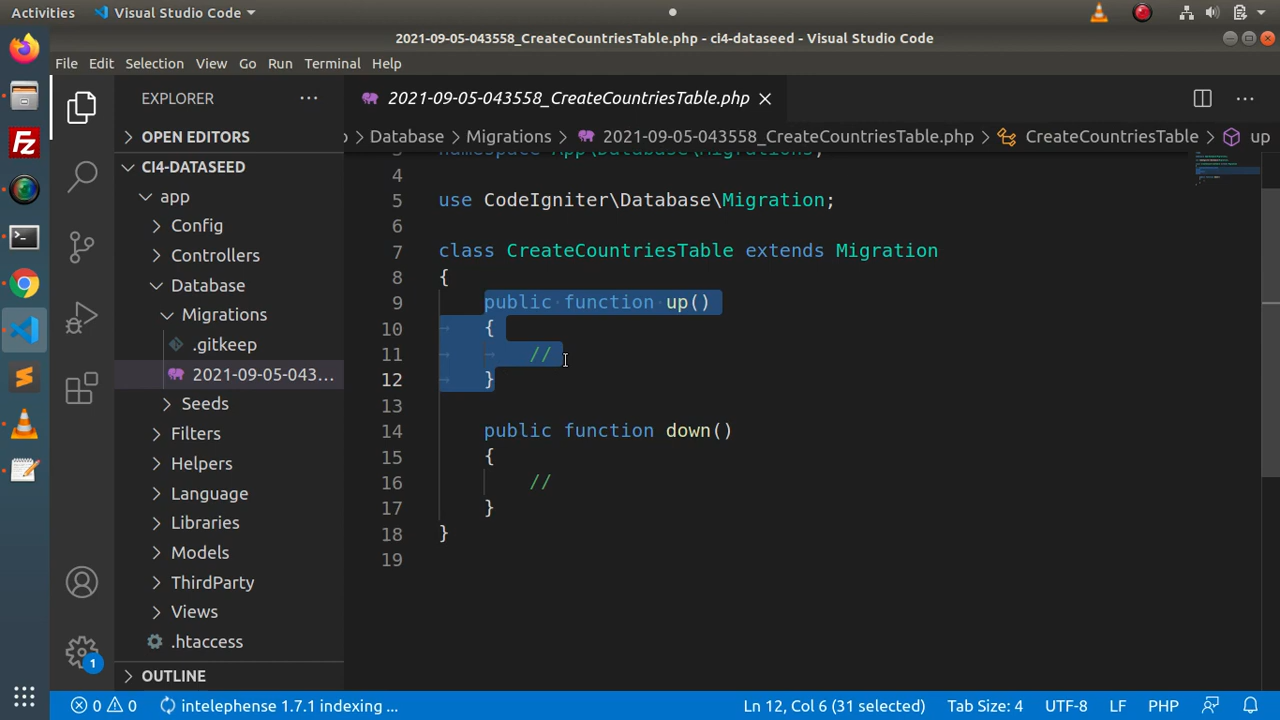 Activities Visual Studio Code
2021-09-05-043558_CreateCountriesTable.php - ci4-dataseed - Visual Studio Code
File Edit Selection View Go Run Terminal Help
EXPLORER
2021-09-05-043558_CreateCountriesTable.php
OPEN EDITORS
Database > Migrations > 2021-09-05-043558_CreateCountriesTable.php > CreateCountriesTable > up
CI4-DATASEED
app
Config
Controllers
Database
Migrations
.gitkeep
2021-09-05-043...
Seeds
Filters
Helpers
Language
Libraries
Models
ThirdParty
Views
.htaccess
OUTLINE
namespace App\Database\Migrations;
4
5 use CodeIgniter\Database\Migration;
6
7 class CreateCountriesTable extends Migration
8 {
9 public function up()
10 {
11 //
12 }
13
14 public function down()
15 {
16 //
17 }
18 }
19
1
0 0 intelephense 1.7.1 indexing ... Ln 12, Col 6 (31 selected) Tab Size: 4 UTF-8 LF PHP